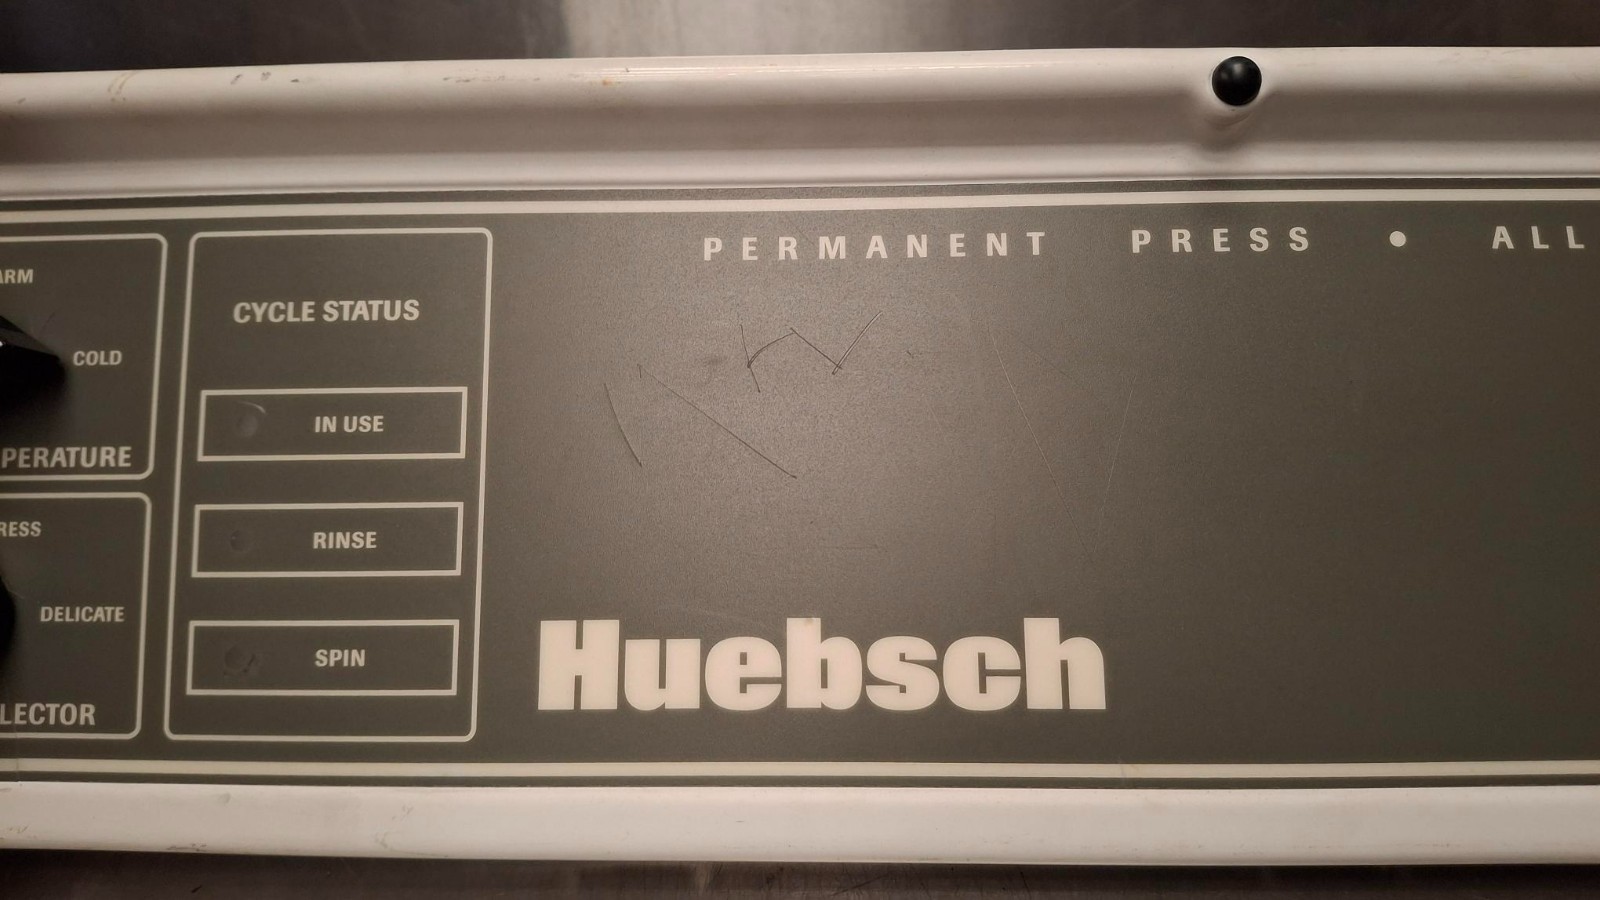 PERMANENT PRESS • ALL
ARM
COLD
PERATURE
RESS
DELICATE
LECTOR
CYCLE STATUS
IN USE
RINSE
SPIN
Huebsch